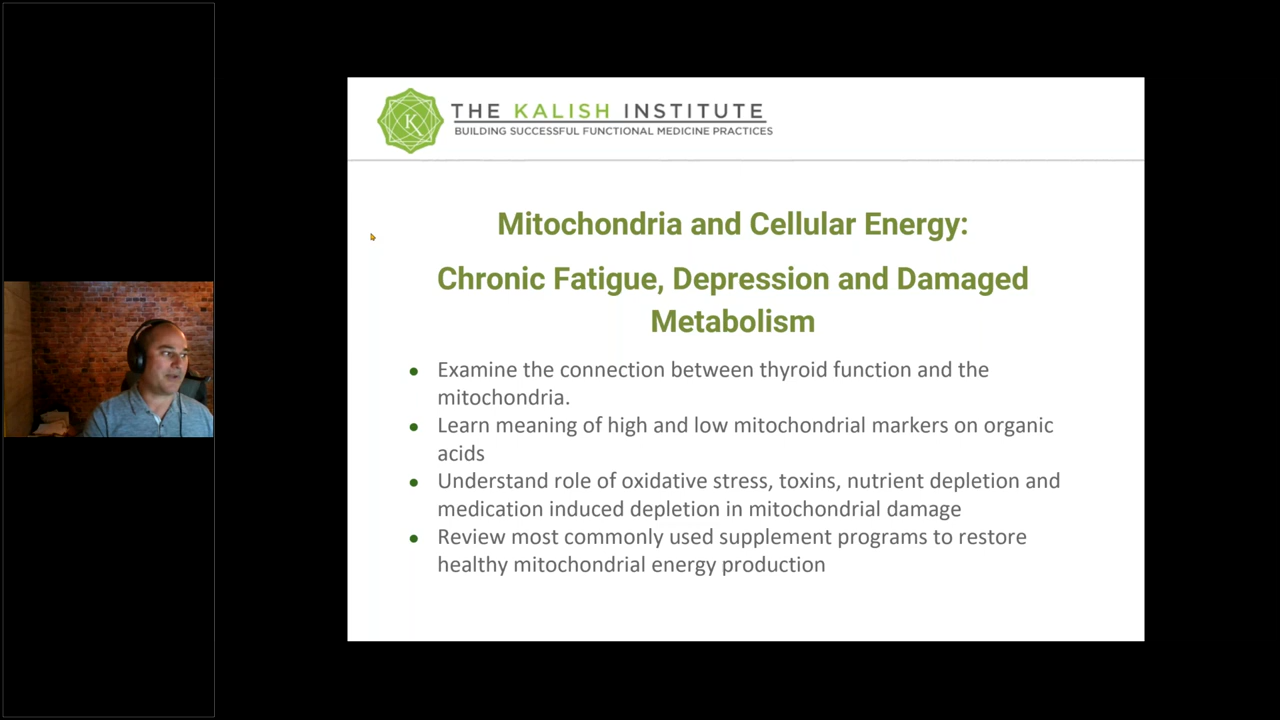 THE KALISH INSTITUTE
BUILDING SUCCESSFUL FUNCTIONAL MEDICINE PRACTICES
Mitochondria and Cellular Energy:
Chronic Fatigue, Depression and Damaged
Metabolism
Examine the connection between thyroid function and the
mitochondria.
Learn meaning of high and low mitochondrial markers on organic
acids
Understand role of oxidative stress, toxins, nutrient depletion and
medication induced depletion in mitochondrial damage
Review most commonly used supplement programs to restore
healthy mitochondrial energy production